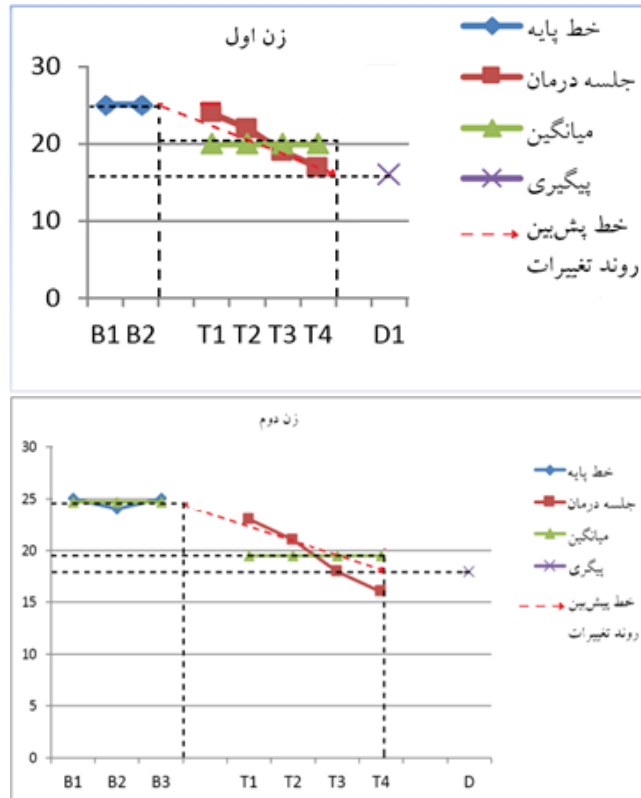 زن اول
30
20
10
0
B1 B2 T1 T2 T3 T4 D1
خط پایه
جلسه درمان
میانگین
پیگیری
خط پش‌بین
روند تغییرات
زن دوم
30
25
20
15
10
5
0
B1 B2 B3 T1 T2 T3 T4 D
خط پایه
جلسه درمان
میانگین
پیگری
خط پیش‌بین
روند تغییرات